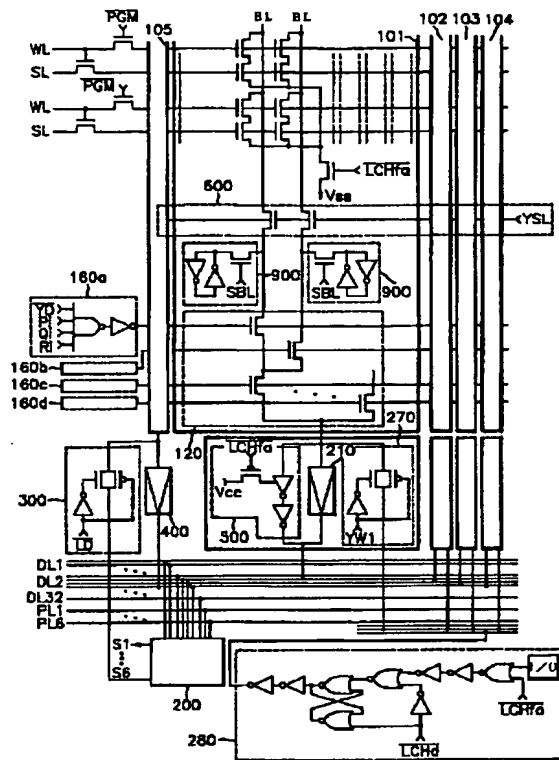 PGM
105
BL
BL
101
102
103
104
WL
SL
PGM
WL
SL
LCHfa
Vss
600
YSL
900
SBL
SBL
900
160a
160b
160c
160d
120
LCHfa
210
270
300
Vcc
400
LD
500
YW1
DL1
DL2
DL32
PL1
PL6
S1
S6
200
I/O
LCHfa
280
LCHd